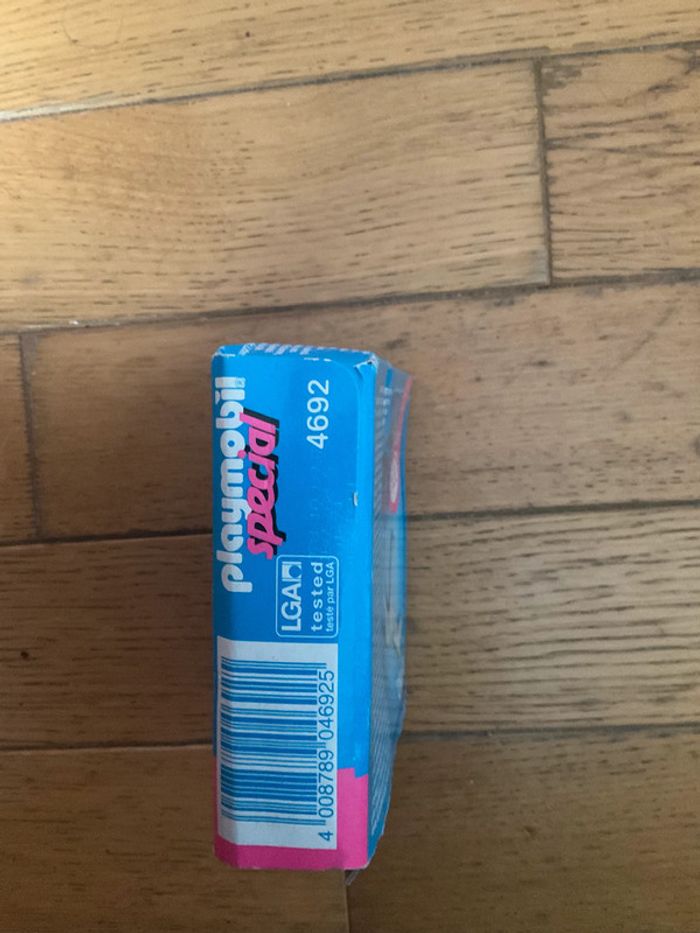 playmobil
special
4692
LGA
tested
testé par LGA
4 008789 046925